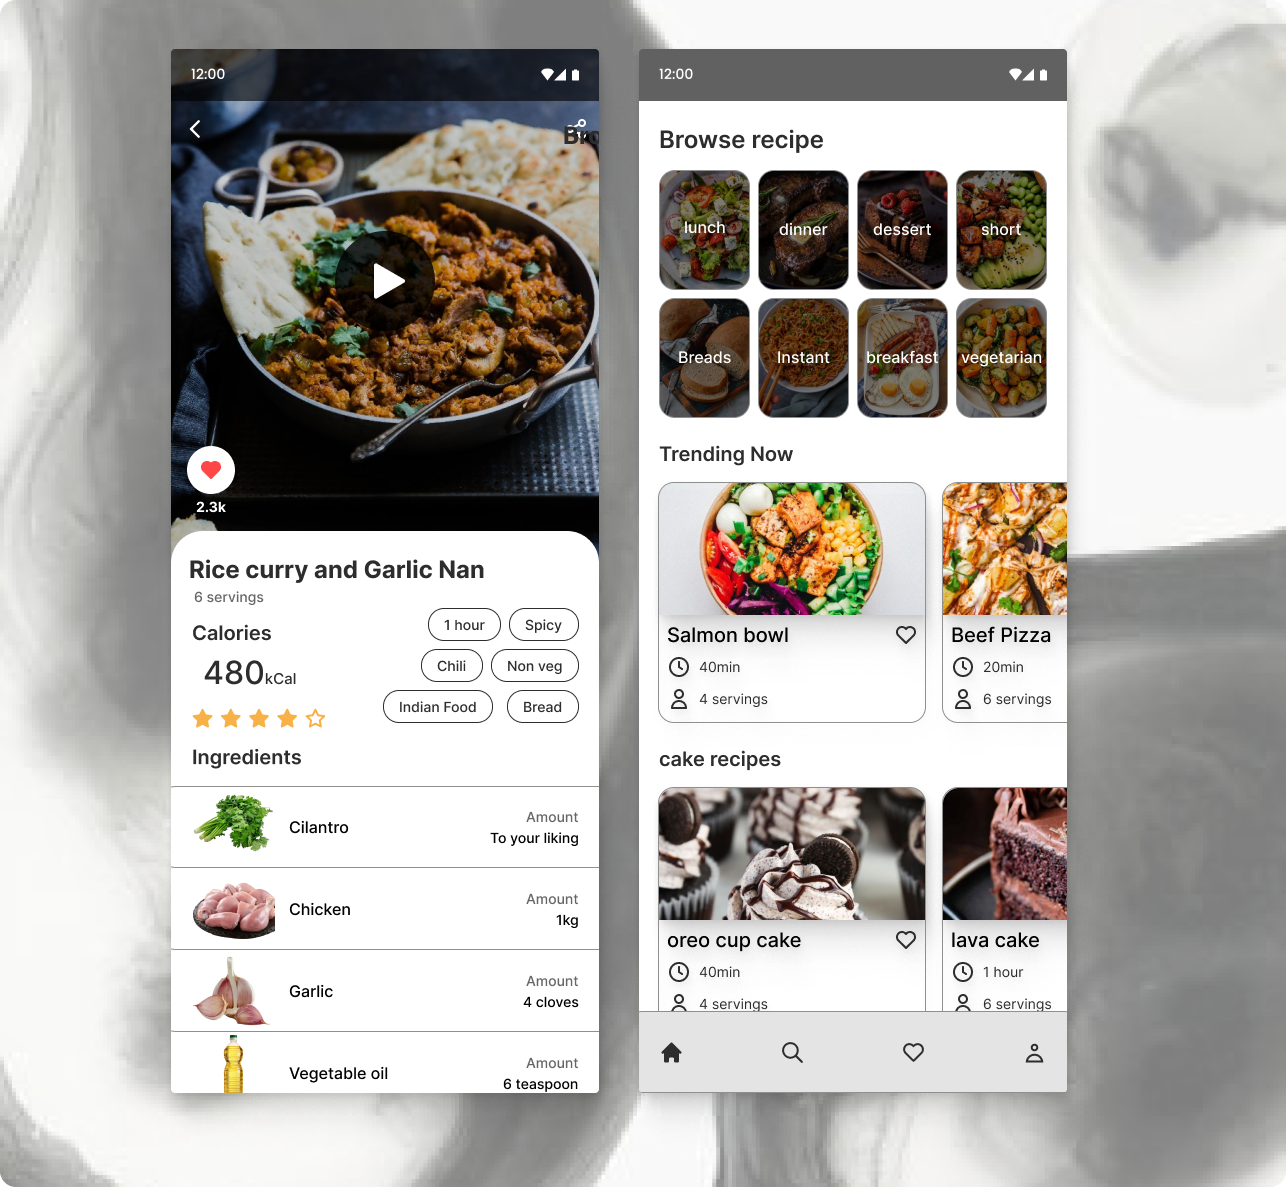 12:00
Bro
2.3k
Rice curry and Garlic Nan
6 servings
Calories
480kCal
1 hour
Spicy
Chili
Non veg
Indian Food
Bread
Ingredients
Cilantro
Amount
To your liking
Chicken
Amount
1kg
Garlic
Amount
4 cloves
Vegetable oil
Amount
6 teaspoon
12:00
Browse recipe
lunch
dinner
dessert
short
Breads
Instant
breakfast
vegetarian
Trending Now
Salmon bowl
40min
4 servings
Beef Pizza
20min
6 servings
cake recipes
oreo cup cake
40min
4 servings
lava cake
1 hour
6 servings